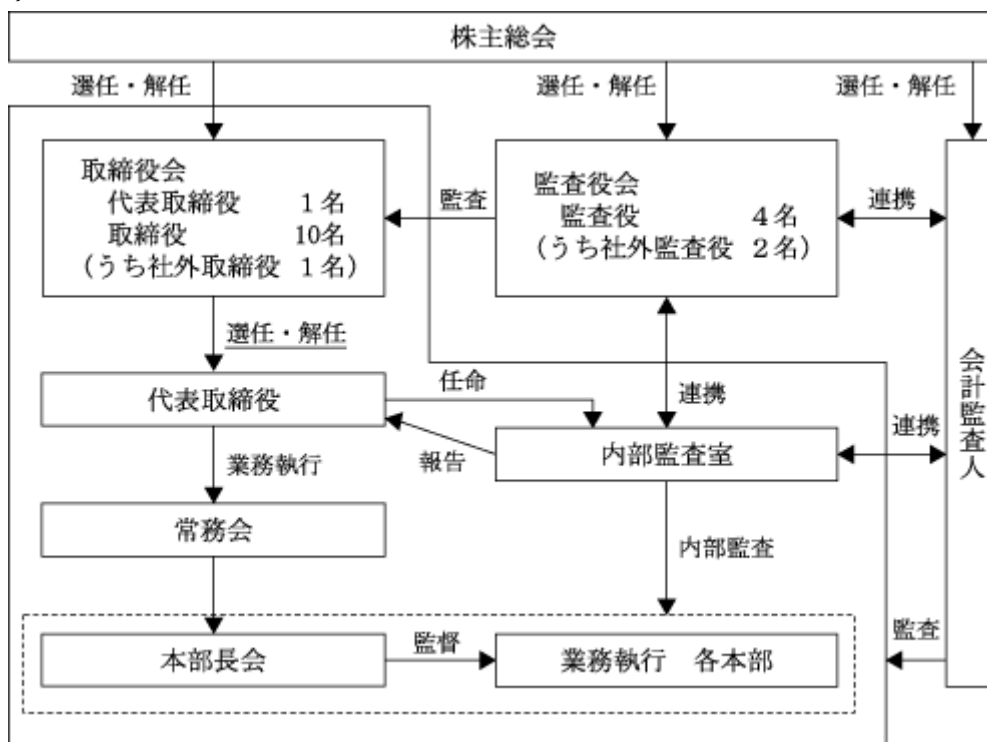 株主総会
選任・解任
選任・解任
選任・解任
取締役会
代表取締役 1名
取締役 10名
(うち社外取締役 1名)
監査
監査役会
監査役 4名
(うち社外監査役 2名)
連携
会計監査人
選任・解任
代表取締役
任命
連携
報告
内部監査室
連携
業務執行
常務会
内部監査
本部長会
監督
業務執行 各本部
監査